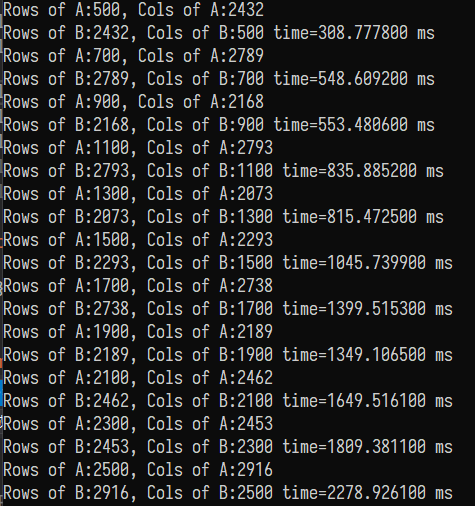 Rows of A:500, Cols of A:2432
Rows of B:2432, Cols of B:500 time=308.777800 ms
Rows of A:700, Cols of A:2789
Rows of B:2789, Cols of B:700 time=548.609200 ms
Rows of A:900, Cols of A:2168
Rows of B:2168, Cols of B:900 time=553.480600 ms
Rows of A:1100, Cols of A:2793
Rows of B:2793, Cols of B:1100 time=835.885200 ms
Rows of A:1300, Cols of A:2073
Rows of B:2073, Cols of B:1300 time=815.472500 ms
Rows of A:1500, Cols of A:2293
Rows of B:2293, Cols of B:1500 time=1045.739900 ms
Rows of A:1700, Cols of A:2738
Rows of B:2738, Cols of B:1700 time=1399.515300 ms
Rows of A:1900, Cols of A:2189
Rows of B:2189, Cols of B:1900 time=1349.106500 ms
Rows of A:2100, Cols of A:2462
Rows of B:2462, Cols of B:2100 time=1649.516100 ms
Rows of A:2300, Cols of A:2453
Rows of B:2453, Cols of B:2300 time=1809.381100 ms
Rows of A:2500, Cols of A:2916
Rows of B:2916, Cols of B:2500 time=2278.926100 ms